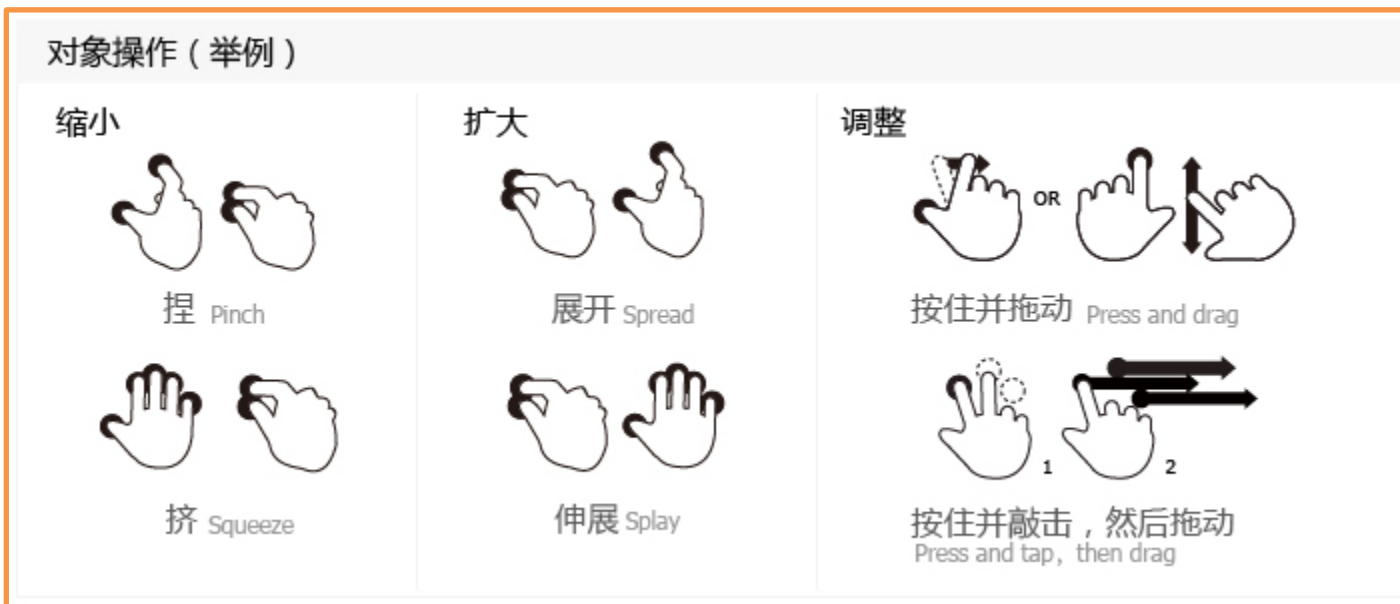 对象操作（举例）
缩小
捏 Pinch
挤 Squeeze
扩大
展开 Spread
伸展 Splay
调整
OR
按住并拖动 Press and drag
1 2
按住并敲击，然后拖动
Press and tap, then drag